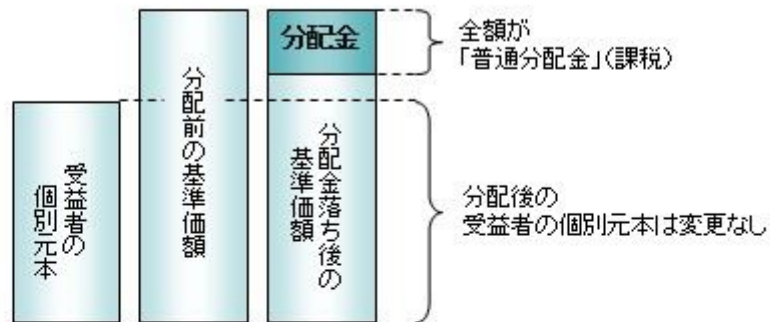 受益者の
個別元本
分配前の基準価額
分配金
分配金落ち後の
基準価額
全額が
「普通分配金」(課税)
分配後の
受益者の個別元本は変更なし